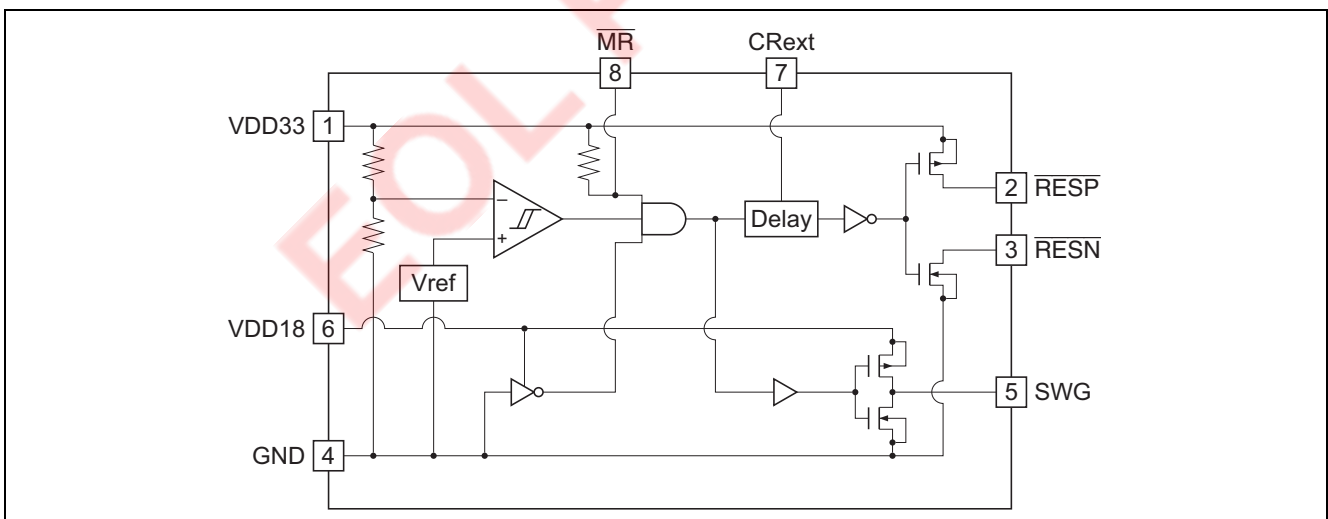 MR
CRext
8
7
VDD33
1
2
RESP
−
Delay
+
3
RESN
Vref
VDD18
6
5
SWG
GND
4
EOL